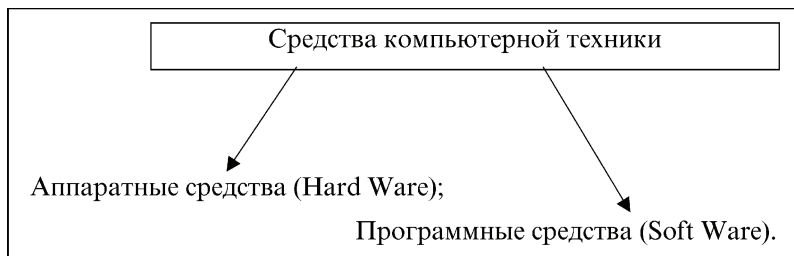 Средства компьютерной техники
Аппаратные средства (Hard Ware);
Программные средства (Soft Ware).